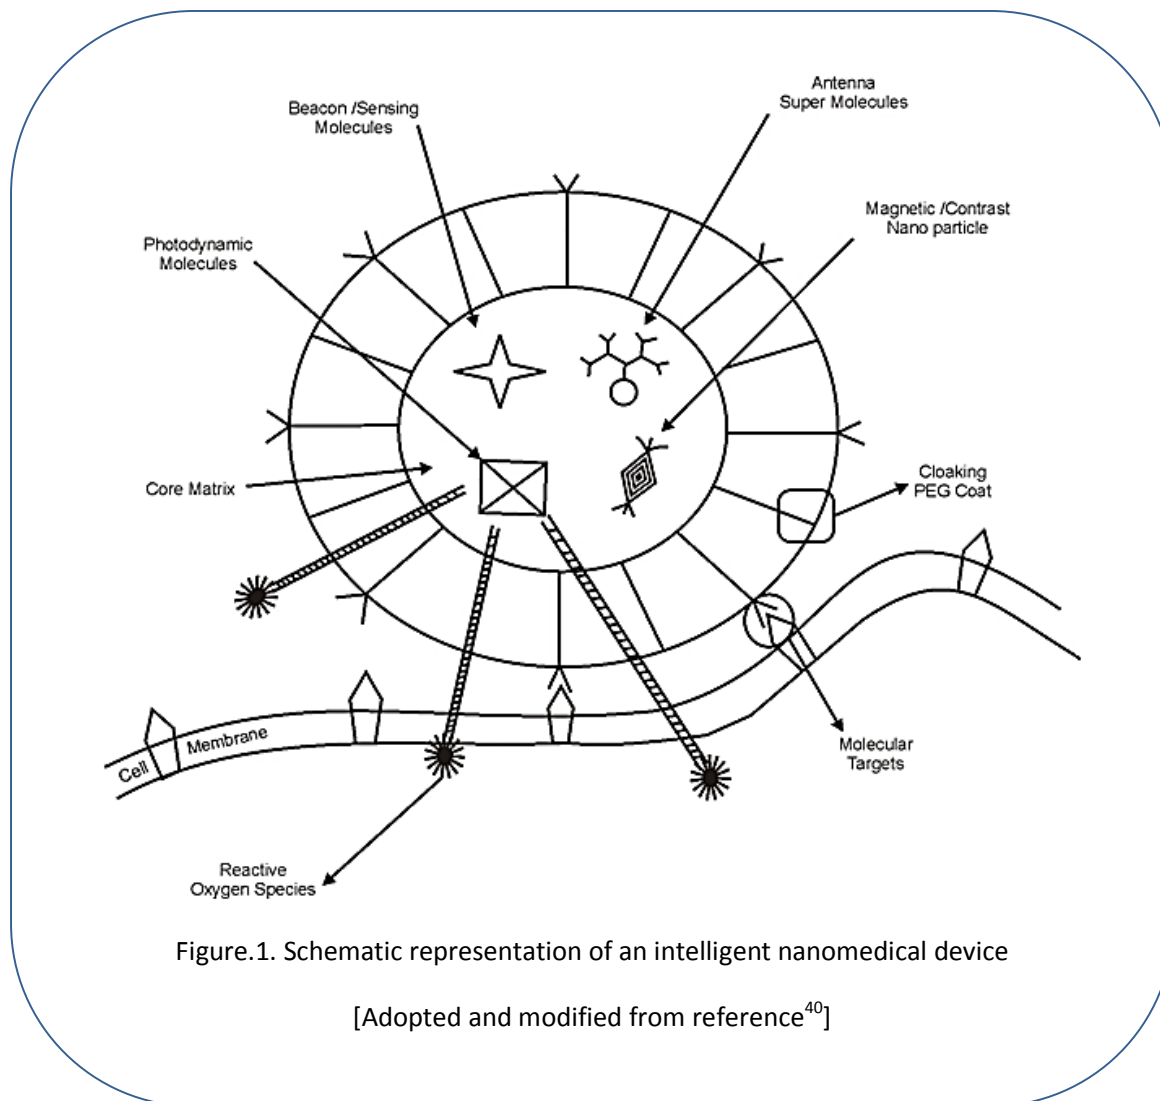 Antenna
Super Molecules
Beacon /Sensing
Molecules
Magnetic /Contrast
Nano particle
Photodynamic
Molecules
Core Matrix
Cloaking
PEG Coat
Cell Membrane
Molecular
Targets
Reactive
Oxygen Species
Figure.1. Schematic representation of an intelligent nanomedical device
[Adopted and modified from reference40]